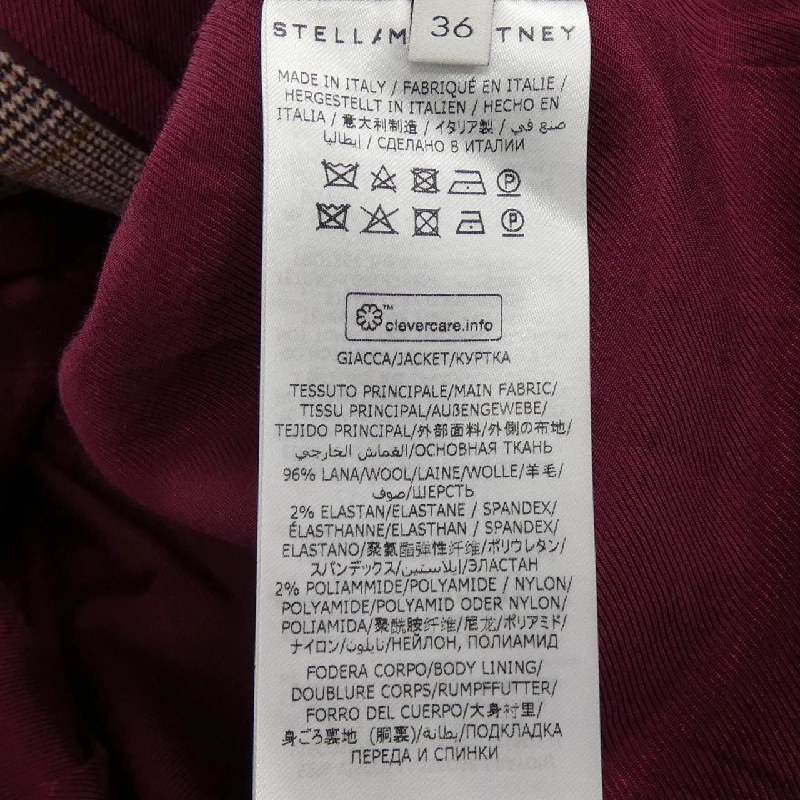 36
STELLA M TNEY
MADE IN ITALY / FABRIQUÉ EN ITALIE /
HERGESTELLT IN ITALIEN / HECHO EN
ITALIA / 意大利制造 / イタリア製 / صنع في
إيطاليا / СДЕЛАНО В ИТАЛИИ
P
P
clevercare.info™
GIACCA/JACKET/КУРТКА
TESSUTO PRINCIPALE/MAIN FABRIC/
TISSU PRINCIPAL/AUßENGEWEBE/
TEJIDO PRINCIPAL/外部面料/外側の布地/
القماش الخارجي/ОСНОВНАЯ ТКАНЬ
96% LANA/WOOL/LAINE/WOLLE/羊毛/
صوف/ШЕРСТЬ
2% ELASTAN/ELASTANE / SPANDEX/
ÉLASTHANNE/ELASTHAN / SPANDEX/
ELASTANO/聚氨酯弹性纤维/ポリウレタン/
スパンデックス/إيلاستين/ЭЛАСТАН
2% POLIAMMIDE/POLYAMIDE / NYLON/
POLYAMIDE/POLYAMID ODER NYLON/
POLIAMIDA/聚酰胺纤维/尼龙/ポリアミド/
ナイロン/نايلون/НЕЙЛОН, ПОЛИАМИД
FODERA CORPO/BODY LINING/
DOUBLURE CORPS/RUMPFFUTTER/
FORRO DEL CUERPO/大身衬里/
身ごろ裏地 (胴裏)/بطانة/ПОДКЛАДКА
ПЕРЕДА И СПИНКИ